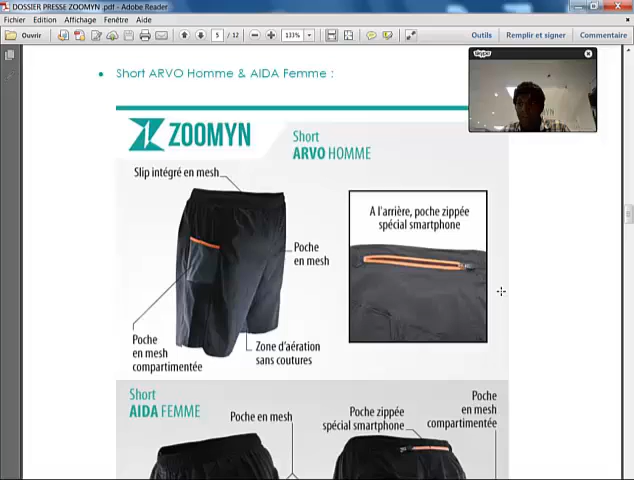 DOSSIER PRESSE ZOOMYN .pdf - Adobe Reader
Fichier Edition Affichage Fenêtre Aide
Ouvrir 5 / 12 133% Outils Remplir et signer Commentaire
skype
• Short ARVO Homme & AIDA Femme :
ZOOMYN
Short
ARVO HOMME
Slip intégré en mesh
A l'arrière, poche zippée
spécial smartphone
Poche
en mesh
Poche
en mesh
compartimentée
Zone d'aération
sans coutures
Short
AIDA FEMME
Poche en mesh
Poche zippée
spécial smartphone
Poche
en mesh
compartimentée